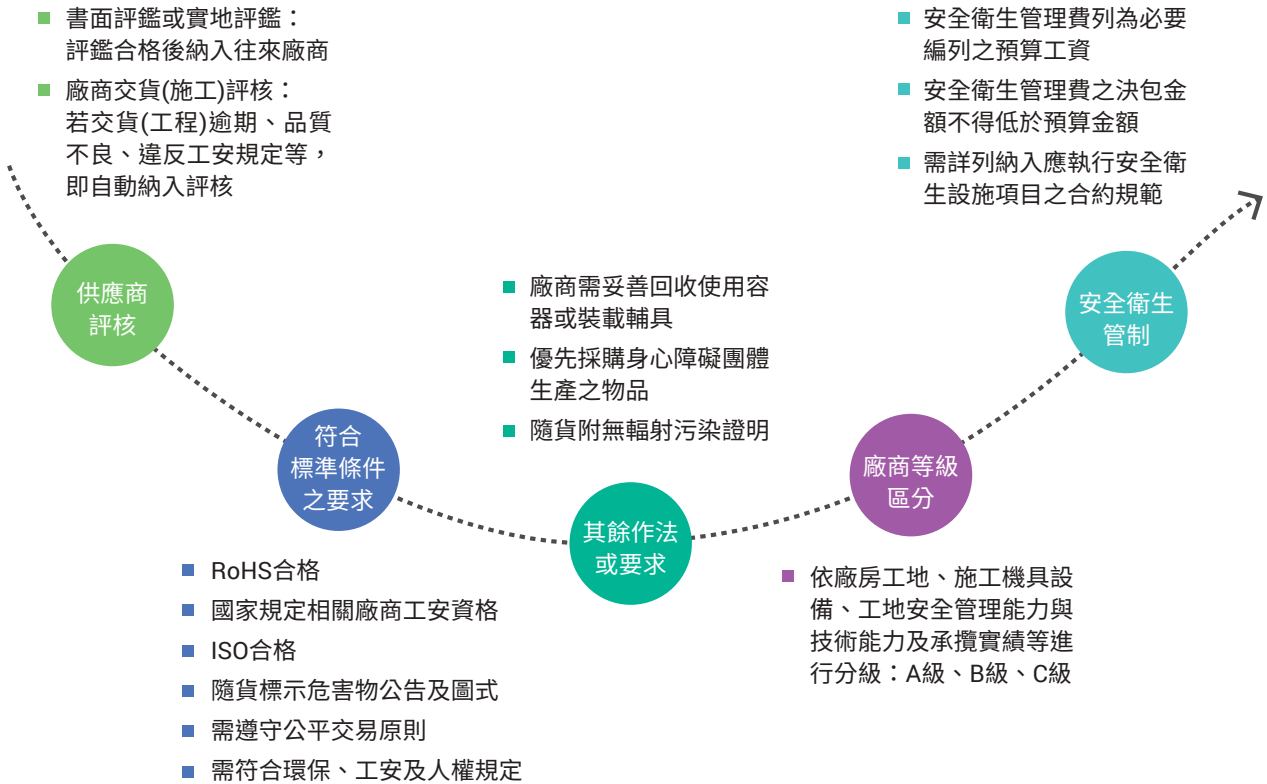 書面評鑑或實地評鑑：
評鑑合格後納入往來廠商
廠商交貨(施工)評核：
若交貨(工程)逾期、品質
不良、違反工安規定等，
即自動納入評核
供應商
評核
符合
標準條件
之要求
RoHS合格
國家規定相關廠商工安資格
ISO合格
隨貨標示危害物公告及圖式
需遵守公平交易原則
需符合環保、工安及人權規定
廠商需妥善回收使用容
器或裝載輔具
優先採購身心障礙團體
生產之物品
隨貨附無輻射污染證明
其餘作法
或要求
廠商等級
區分
依廠房工地、施工機具設
備、工地安全管理能力與
技術能力及承攬實績等進
行分級：A級、B級、C級
安全衛生管理費列為必要
編列之預算工資
安全衛生管理費之決包金
額不得低於預算金額
需詳列納入應執行安全衛
生設施項目之合約規範
安全衛生
管制